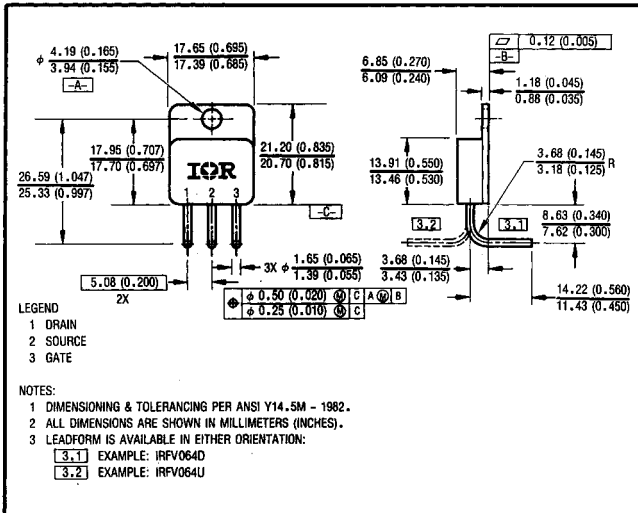 4.19 (0.165)
ϕ 3.94 (0.155)
-A-
17.65 (0.695)
17.39 (0.685)
17.95 (0.707)
17.70 (0.697)
26.59 (1.047)
25.33 (0.997)
21.20 (0.835)
20.70 (0.815)
IOR
1 2 3
-C-
5.08 (0.200)
2X
3X ϕ 1.65 (0.065)
1.39 (0.055)
⌖ ϕ 0.50 (0.020) Ⓜ C A Ⓜ B
ϕ 0.25 (0.010) Ⓜ C
⏥ 0.12 (0.005)
-B-
6.85 (0.270)
6.09 (0.240)
1.18 (0.045)
0.88 (0.035)
13.91 (0.550)
13.46 (0.530)
3.68 (0.145)
3.18 (0.125) R
3.2
3.1
8.63 (0.340)
7.62 (0.300)
3.68 (0.145)
3.43 (0.135)
14.22 (0.560)
11.43 (0.450)
LEGEND
1 DRAIN
2 SOURCE
3 GATE
NOTES:
1 DIMENSIONING & TOLERANCING PER ANSI Y14.5M - 1982.
2 ALL DIMENSIONS ARE SHOWN IN MILLIMETERS (INCHES).
3 LEADFORM IS AVAILABLE IN EITHER ORIENTATION:
3.1 EXAMPLE: IRFV064D
3.2 EXAMPLE: IRFV064U